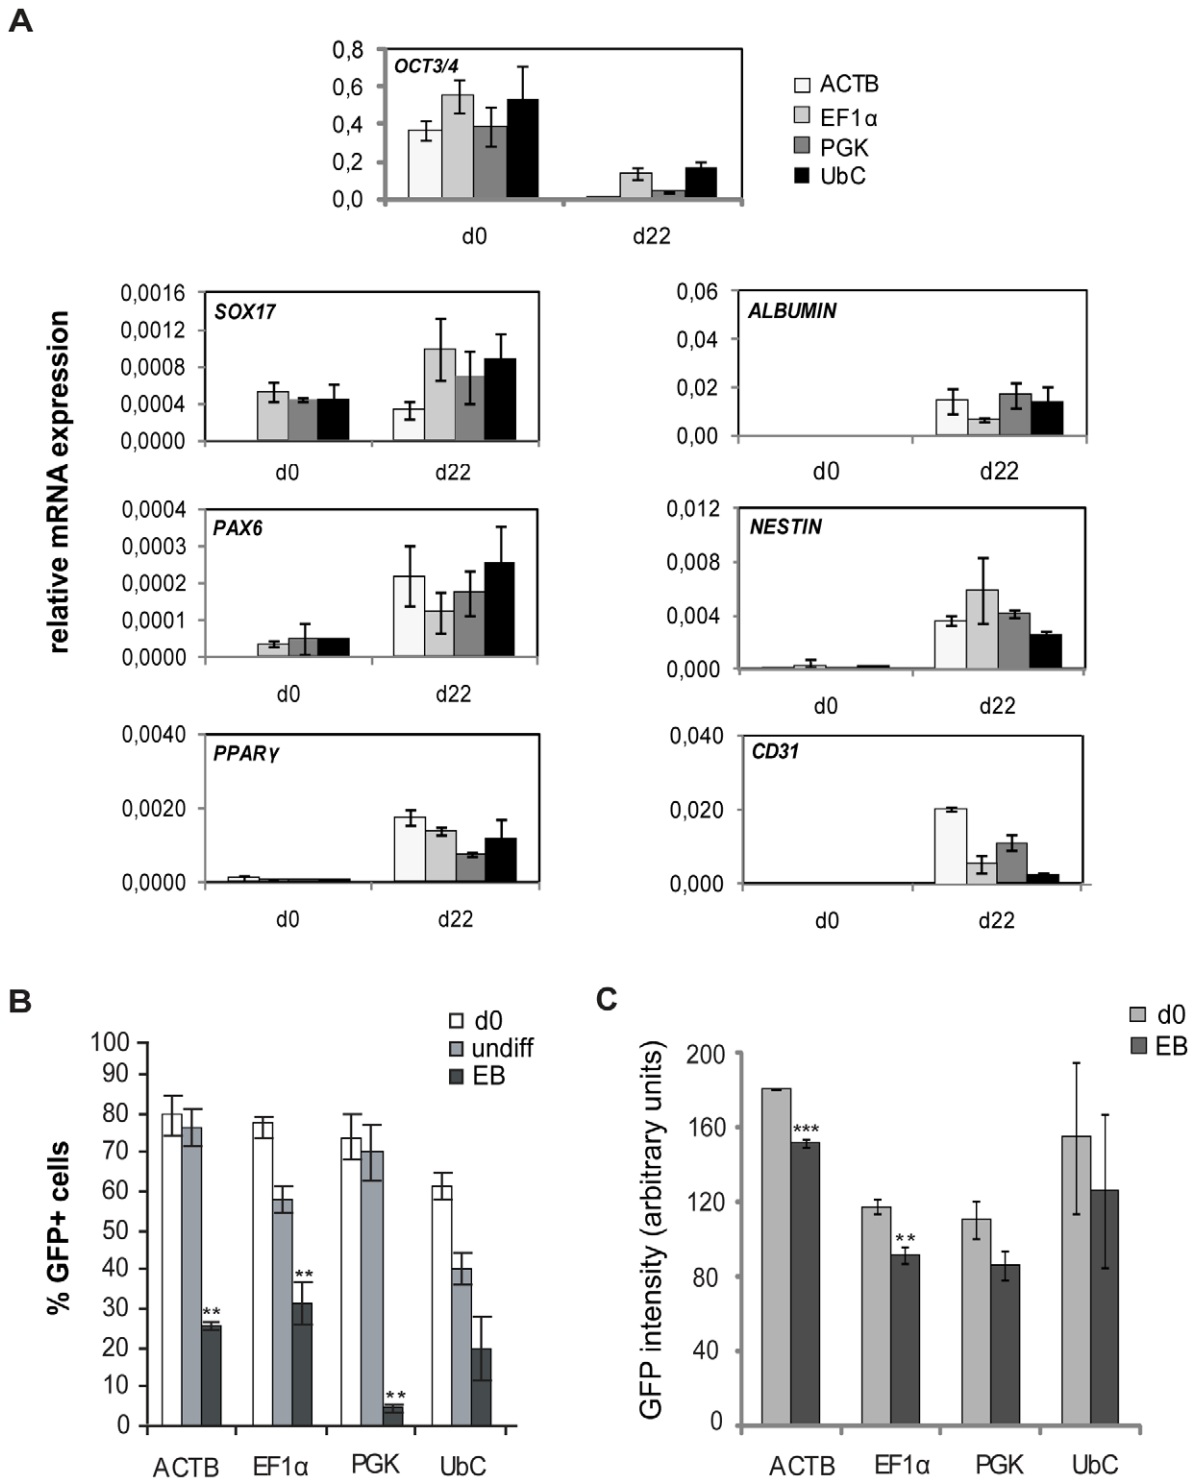 A
0,8
0,6
0,4
0,2
0,0
OCT3/4
d0
d22
ACTB
EF1α
PGK
UbC
relative mRNA expression
0,0016
0,0012
0,0008
0,0004
0,0000
SOX17
d0
d22
0,06
0,04
0,02
0,00
ALBUMIN
d0
d22
0,0004
0,0003
0,0002
0,0001
0,0000
PAX6
d0
d22
0,012
0,008
0,004
0,000
NESTIN
d0
d22
0,0040
0,0020
0,0000
PPARγ
d0
d22
0,040
0,020
0,000
CD31
d0
d22
B
% GFP+ cells
100
90
80
70
60
50
40
30
20
10
0
d0
undiff
EB
**
**
**
ACTB
EF1α
PGK
UbC
C
GFP intensity (arbitrary units)
200
160
120
80
40
0
d0
EB
***
**
ACTB
EF1α
PGK
UbC